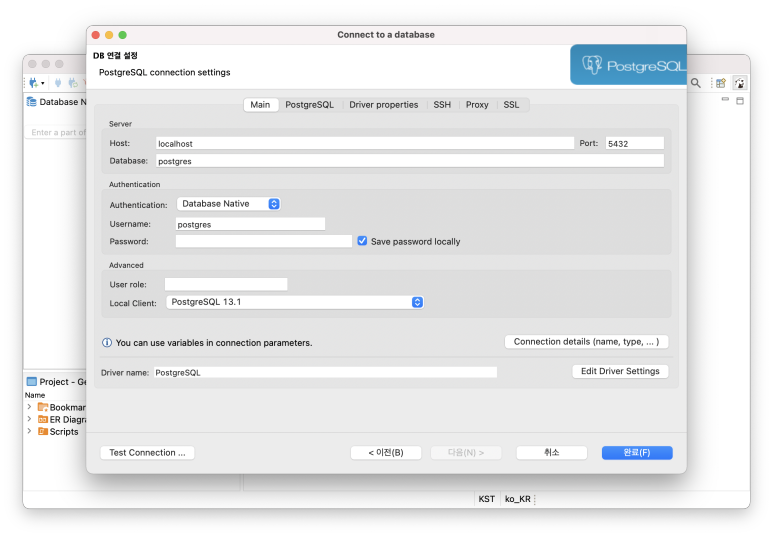 Connect to a database
DB 연결 설정
PostgreSQL connection settings
PostgreSQL
Database N
Enter a part of
Main PostgreSQL Driver properties SSH Proxy SSL
Server
Host: localhost Port: 5432
Database: postgres
Authentication
Authentication: Database Native
Username: postgres
Password: Save password locally
Advanced
User role:
Local Client: PostgreSQL 13.1
You can use variables in connection parameters. Connection details (name, type, ... )
Driver name: PostgreSQL Edit Driver Settings
Project - Ge
Name
Bookmar
ER Diagra
Scripts
Test Connection ... < 이전(B) 다음(N) > 취소 완료(F)
KST ko_KR